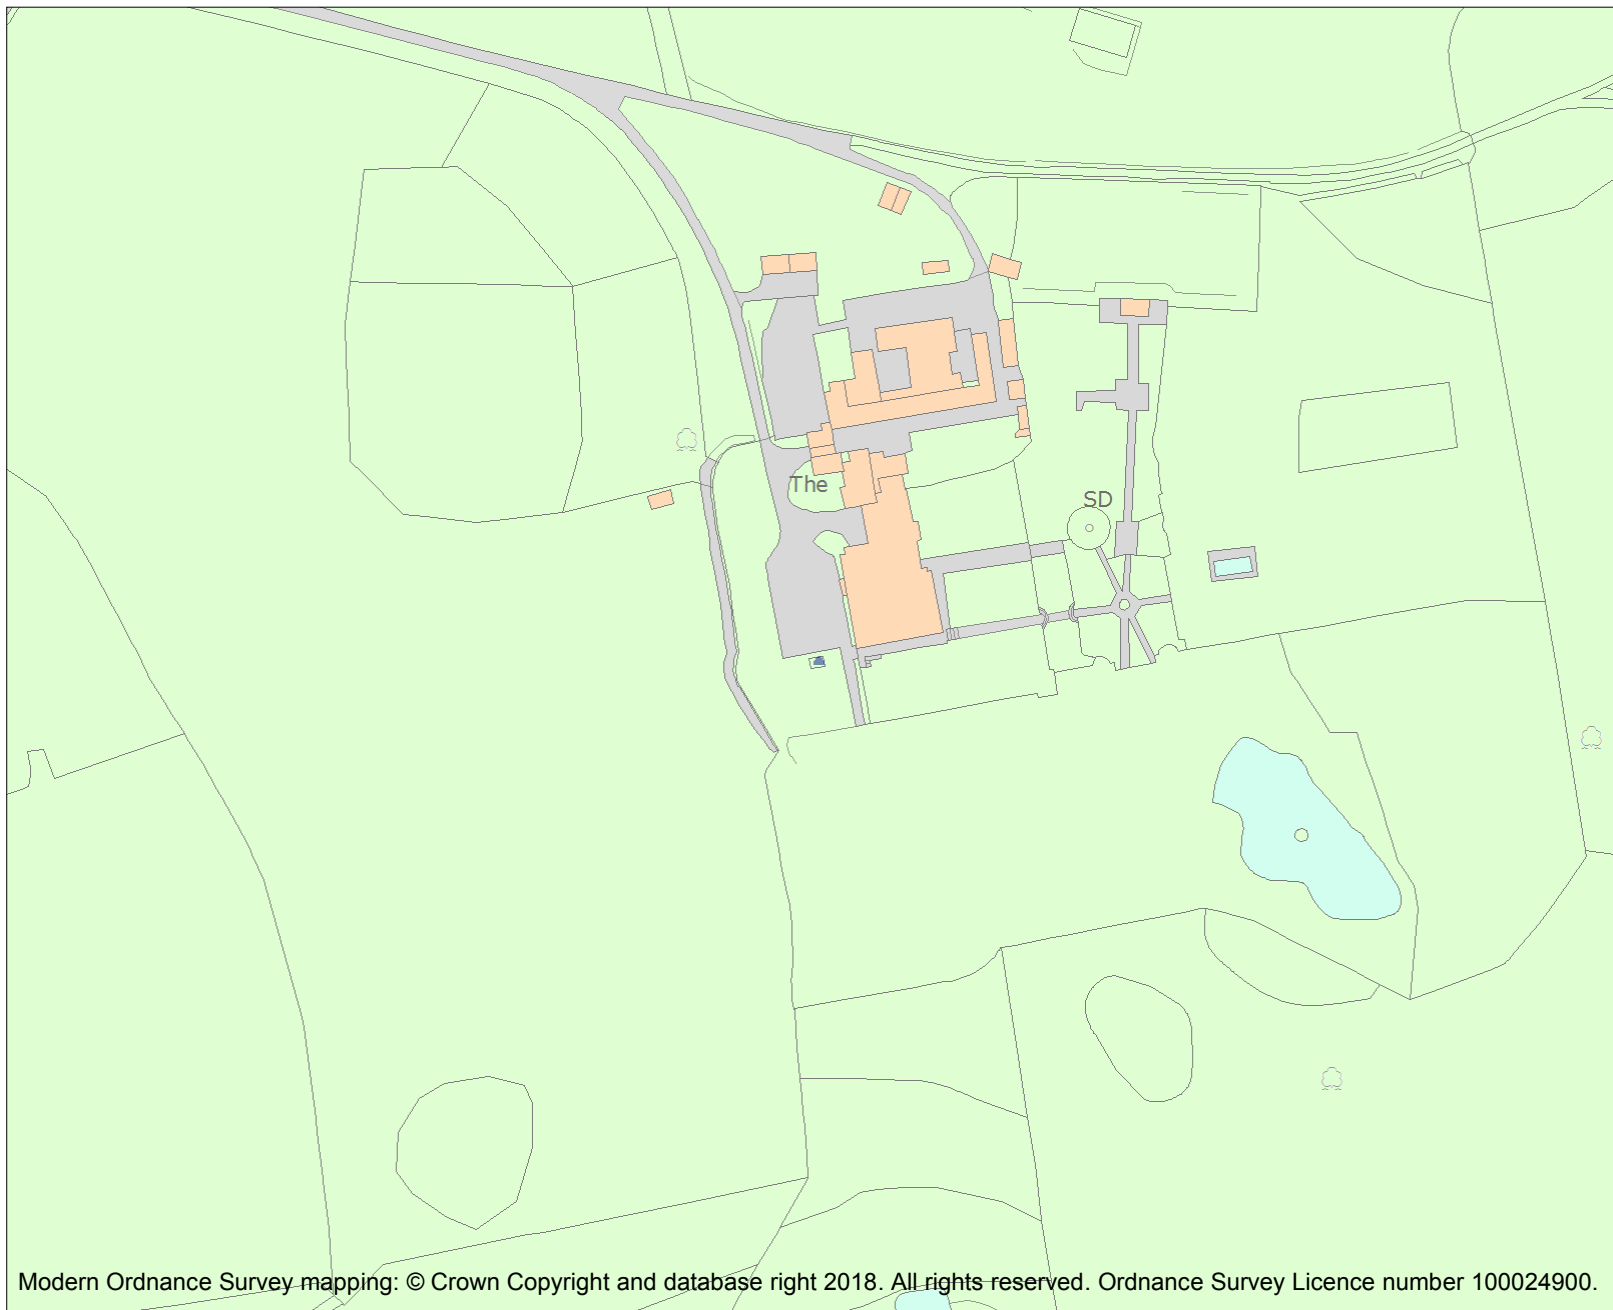 The
SD
Modern Ordnance Survey mapping: © Crown Copyright and database right 2018. All rights reserved. Ordnance Survey Licence number 100024900.